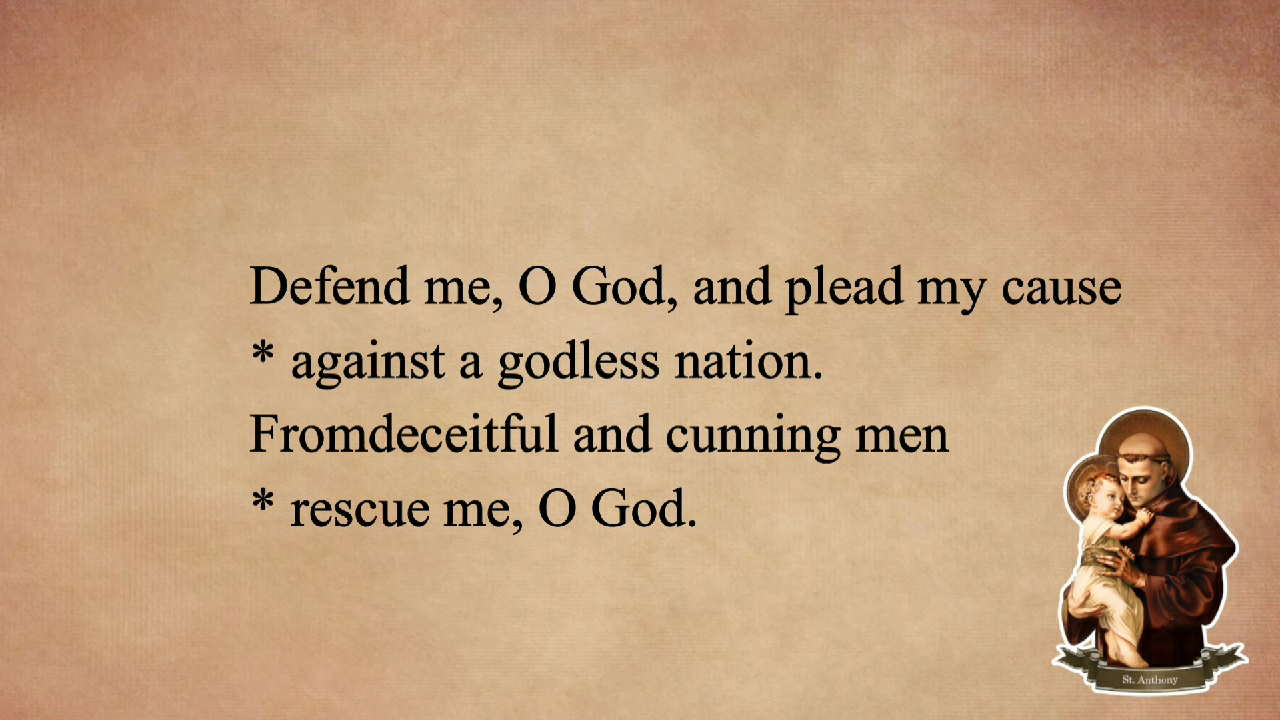 Defend me, O God, and plead my cause
* against a godless nation.
Fromdeceitful and cunning men
* rescue me, O God.
St. Anthony